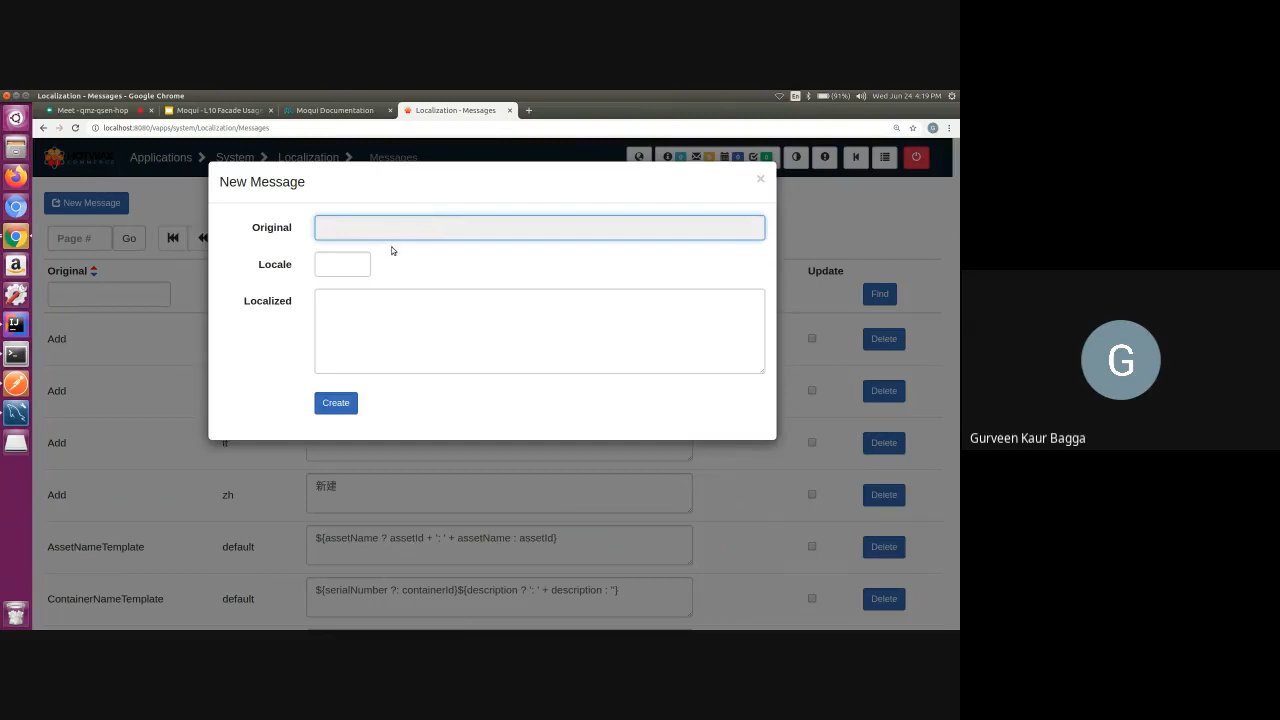 Localization - Messages - Google Chrome
En (91%) Wed Jun 24 4:19 PM
Meet - qmz-qsen-hop
Moqui - L10 Facade Usag
Moqui Documentation
Localization - Messages
localhost:8080/vapps/system/Localization/Messages
G
Applications System Localization Messages
New Message
Page # Go
Original
Update
Find
New Message
×
Original
Locale
Localized
Create
Add Delete
Add Delete
Add it Delete
Add zh 新建 Delete
AssetNameTemplate default ${assetName ? assetId + ': ' + assetName : assetId} Delete
ContainerNameTemplate default ${serialNumber ?: containerId}${description ? ': ' + description : ''} Delete
G
Gurveen Kaur Bagga